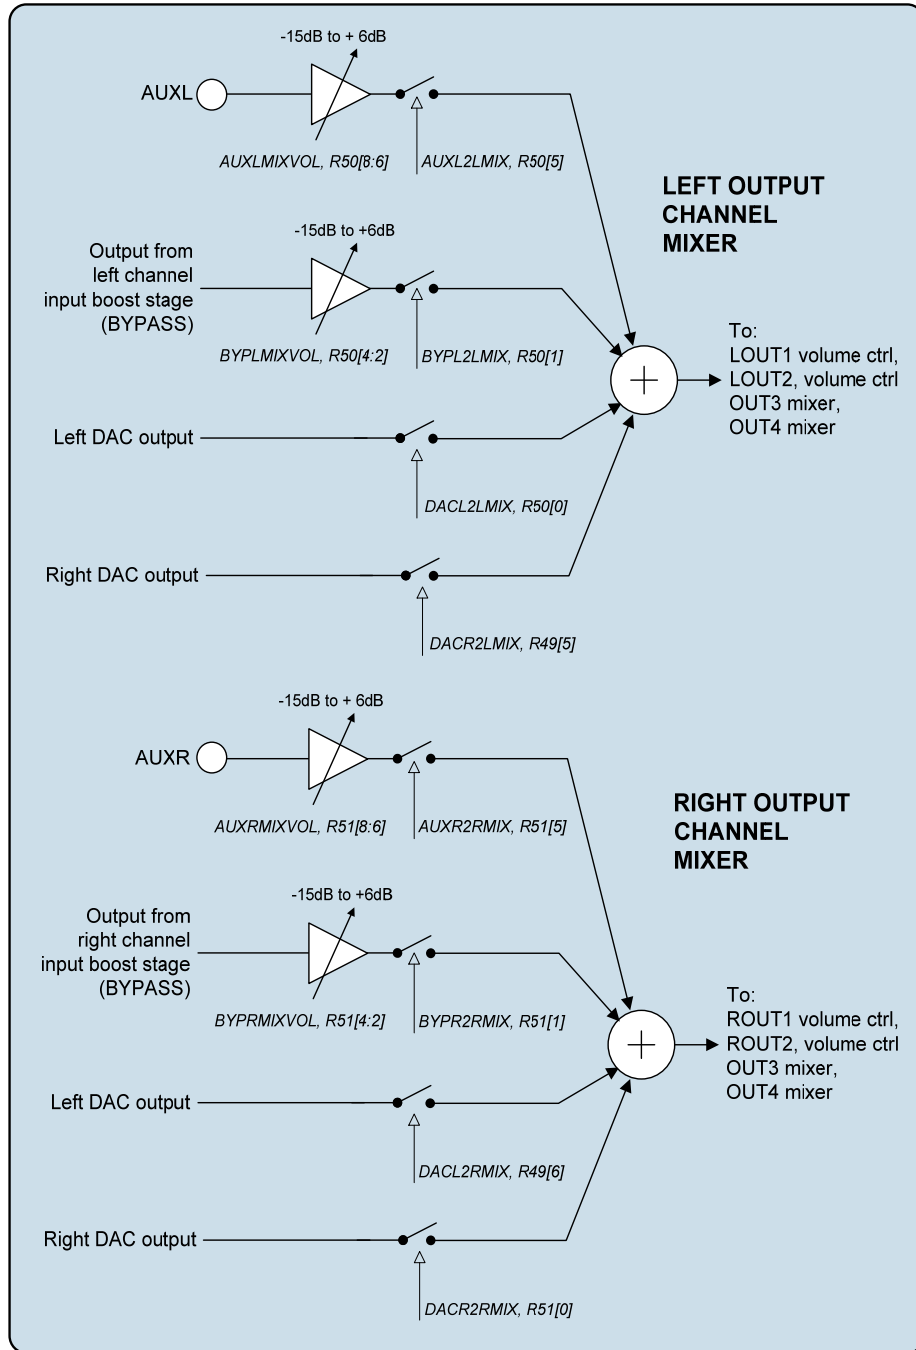 -15dB to + 6dB
AUXL
AUXLMIXVOL, R50[8:6]
AUXL2LMIX, R50[5]
LEFT OUTPUT
CHANNEL
MIXER
-15dB to +6dB
Output from
left channel
input boost stage
(BYPASS)
BYPLMIXVOL, R50[4:2]
BYPL2LMIX, R50[1]
To:
LOUT1 volume ctrl,
LOUT2, volume ctrl
OUT3 mixer,
OUT4 mixer
Left DAC output
DACL2LMIX, R50[0]
Right DAC output
DACR2LMIX, R49[5]
-15dB to + 6dB
AUXR
AUXRMIXVOL, R51[8:6]
AUXR2RMIX, R51[5]
RIGHT OUTPUT
CHANNEL
MIXER
-15dB to +6dB
Output from
right channel
input boost stage
(BYPASS)
BYPRMIXVOL, R51[4:2]
BYPR2RMIX, R51[1]
To:
ROUT1 volume ctrl,
ROUT2, volume ctrl
OUT3 mixer,
OUT4 mixer
Left DAC output
DACL2RMIX, R49[6]
Right DAC output
DACR2RMIX, R51[0]